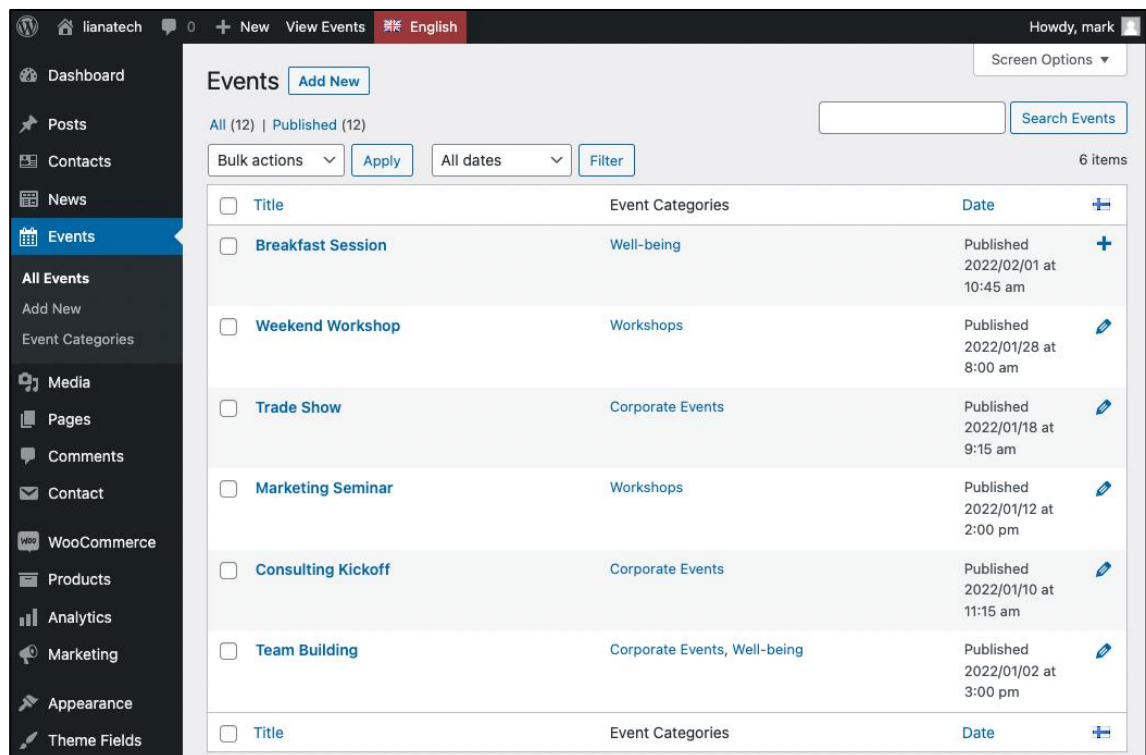 lianatech 0 + New View Events English Howdy, mark
Screen Options ▼
Dashboard
Posts
Contacts
News
Events
All Events
Add New
Event Categories
Media
Pages
Comments
Contact
WOO WooCommerce
Products
Analytics
Marketing
Appearance
Theme Fields
Events Add New
All (12) | Published (12)
Search Events
Bulk actions Apply All dates Filter 6 items
Title Event Categories Date
Breakfast Session Well-being Published
2022/02/01 at
10:45 am
Weekend Workshop Workshops Published
2022/01/28 at
8:00 am
Trade Show Corporate Events Published
2022/01/18 at
9:15 am
Marketing Seminar Workshops Published
2022/01/12 at
2:00 pm
Consulting Kickoff Corporate Events Published
2022/01/10 at
11:15 am
Team Building Corporate Events, Well-being Published
2022/01/02 at
3:00 pm
Title Event Categories Date